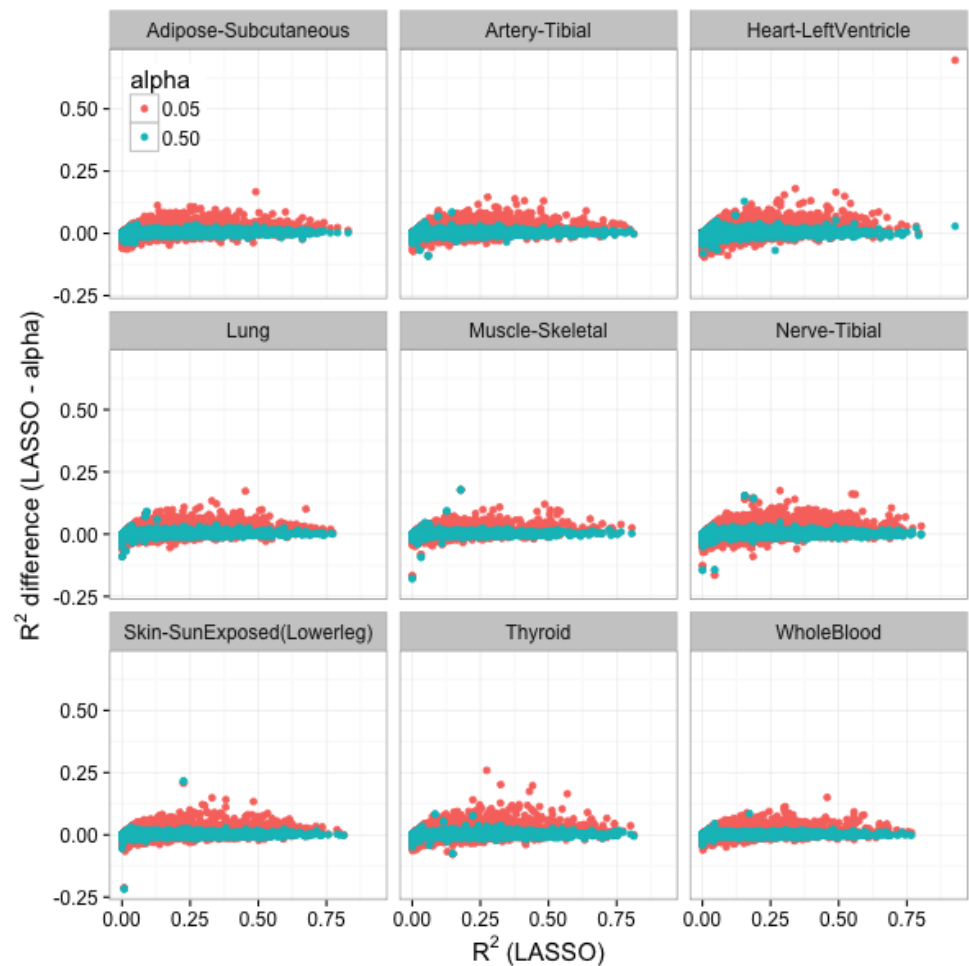 Adipose-Subcutaneous
Artery-Tibial
Heart-LeftVentricle
alpha
0.05
0.50
0.50
0.25
0.00
-0.25
Lung
Muscle-Skeletal
Nerve-Tibial
0.50
0.25
0.00
-0.25
R² difference (LASSO - alpha)
Skin-SunExposed(Lowerleg)
Thyroid
WholeBlood
0.50
0.25
0.00
-0.25
0.00 0.25 0.50 0.75
0.00 0.25 0.50 0.75
0.00 0.25 0.50 0.75
R² (LASSO)